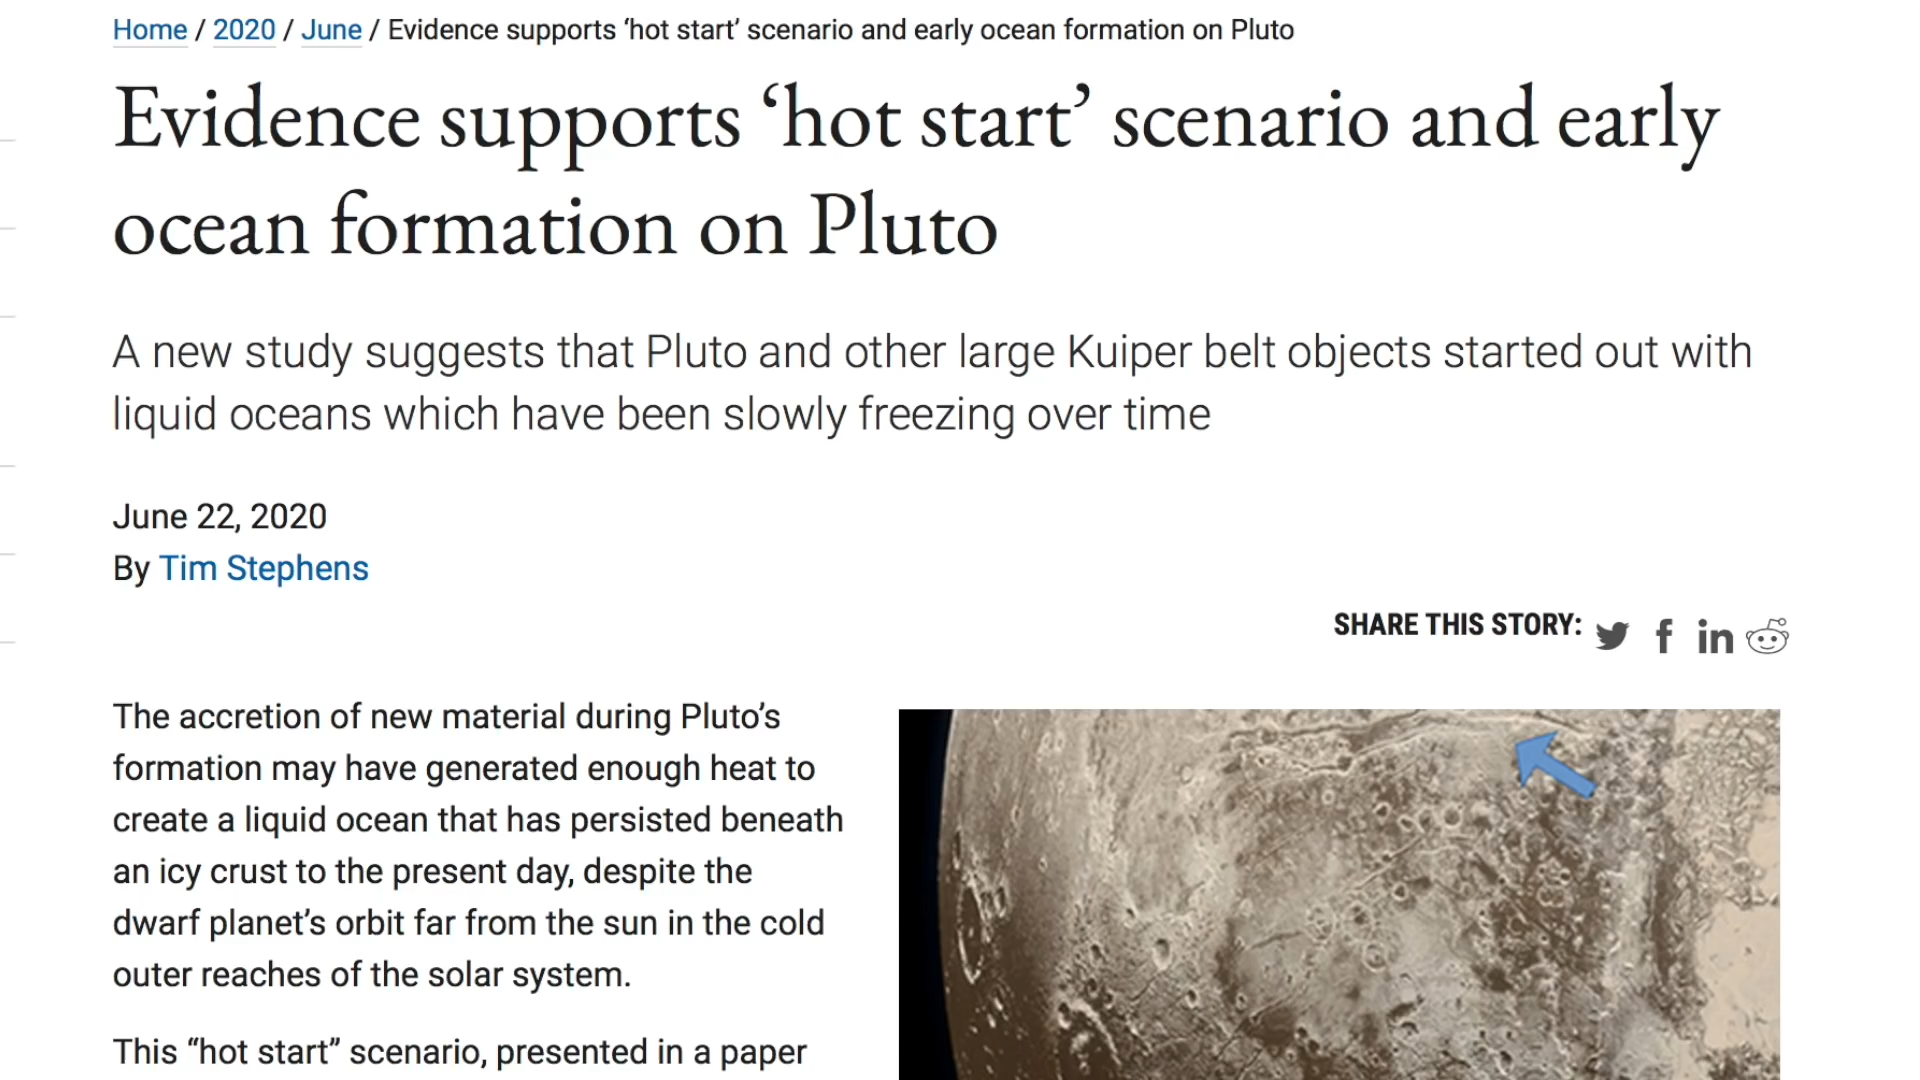 Home / 2020 / June / Evidence supports ‘hot start’ scenario and early ocean formation on Pluto
Evidence supports ‘hot start’ scenario and early
ocean formation on Pluto
A new study suggests that Pluto and other large Kuiper belt objects started out with
liquid oceans which have been slowly freezing over time
June 22, 2020
By Tim Stephens
SHARE THIS STORY:
The accretion of new material during Pluto’s
formation may have generated enough heat to
create a liquid ocean that has persisted beneath
an icy crust to the present day, despite the
dwarf planet’s orbit far from the sun in the cold
outer reaches of the solar system.
This “hot start” scenario, presented in a paper